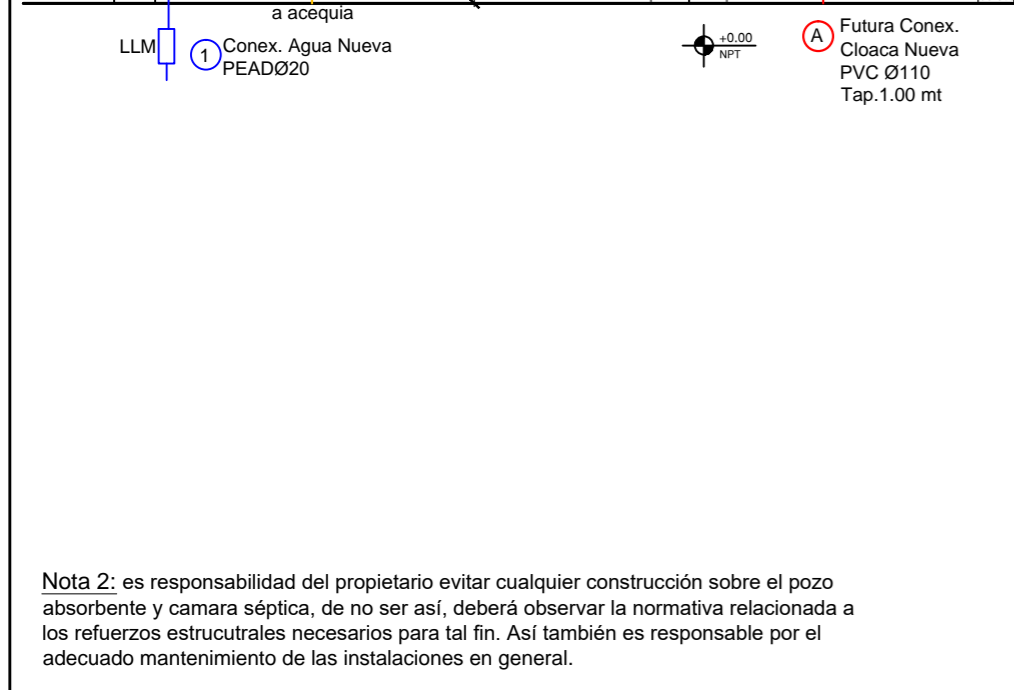 a acequia
LLM
1
Conex. Agua Nueva
PEADØ20
+0.00
NPT
A
Futura Conex.
Cloaca Nueva
PVC Ø110
Tap.1.00 mt
Nota 2: es responsabilidad del propietario evitar cualquier construcción sobre el pozo
absorbente y camara séptica, de no ser así, deberá observar la normativa relacionada a
los refuerzos estrucutrales necesarios para tal fin. Así también es responsable por el
adecuado mantenimiento de las instalaciones en general.